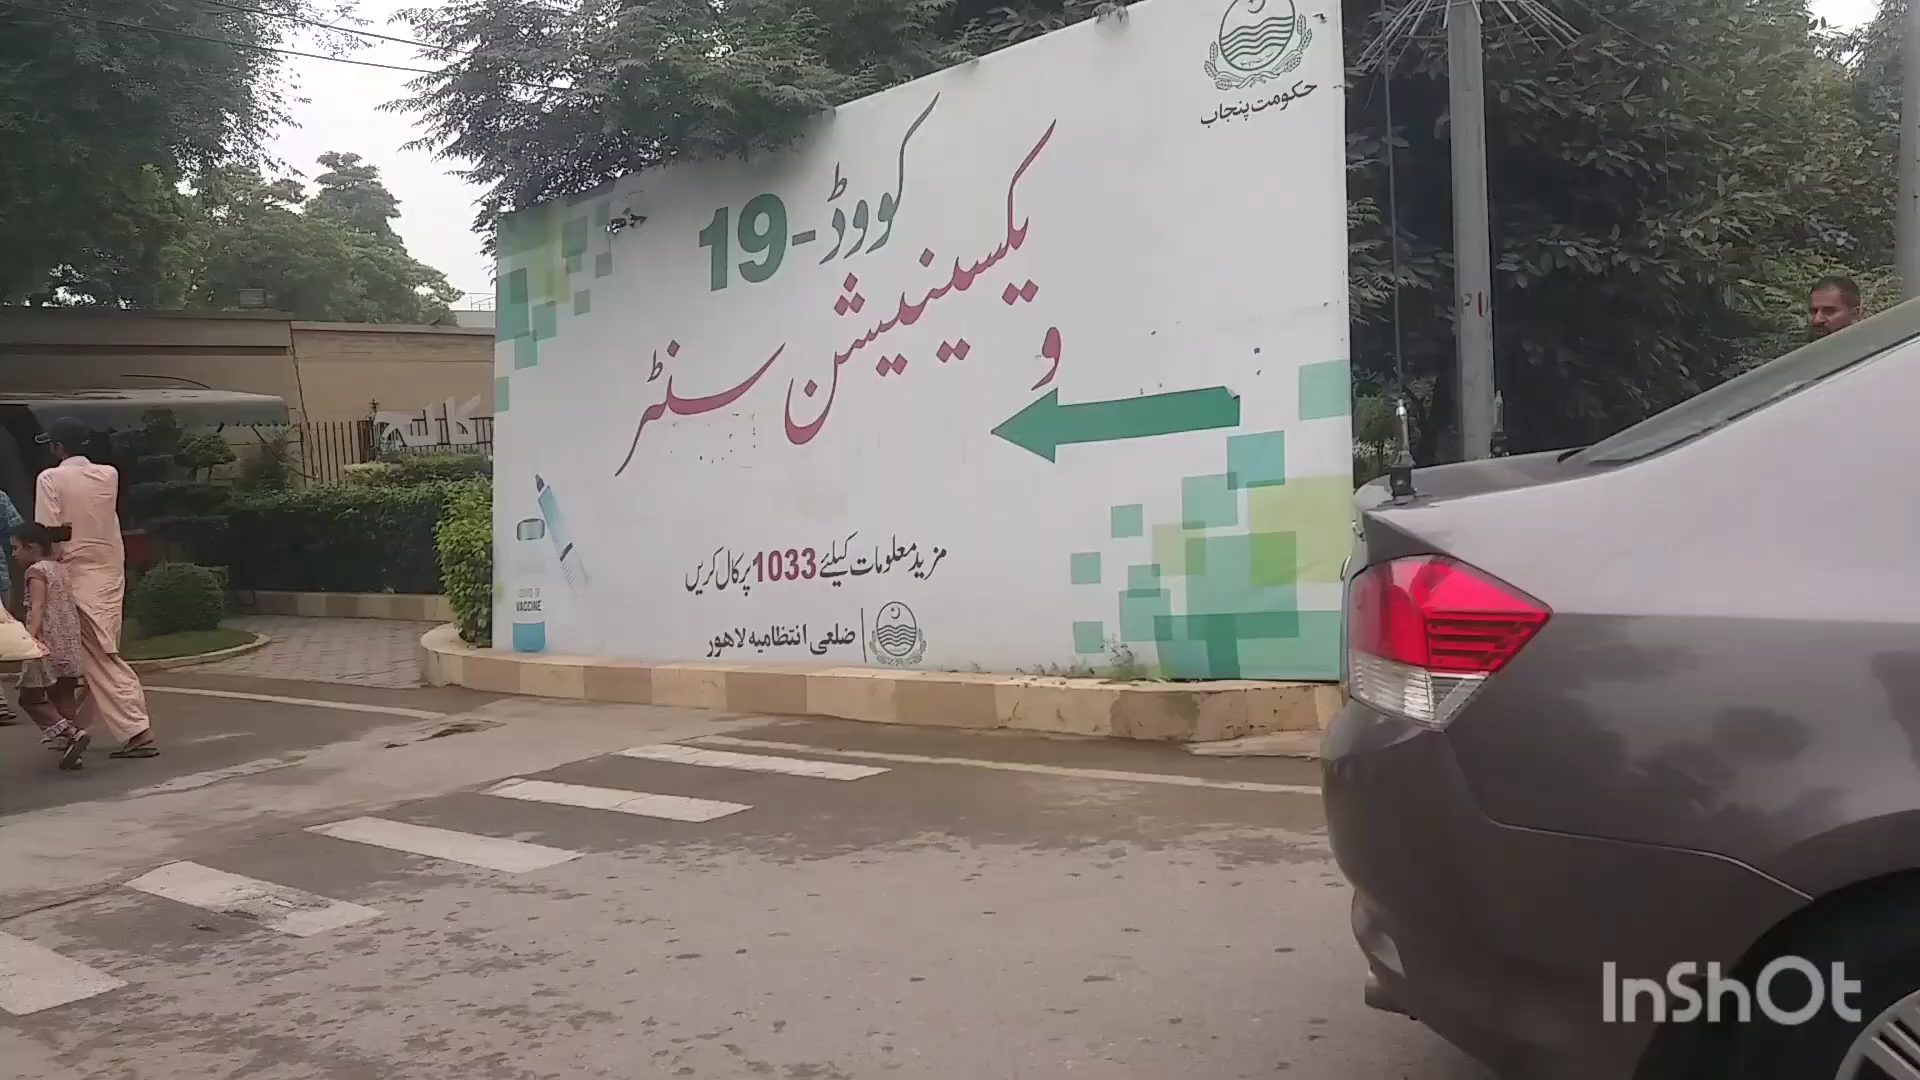 حکومت پنجاب
کووڈ-19
ویکسینیشن سنٹر
مزید معلومات کیلئے 1033 پر کال کریں
ضلعی انتظامیہ لاہور
VACCINE
InShOt